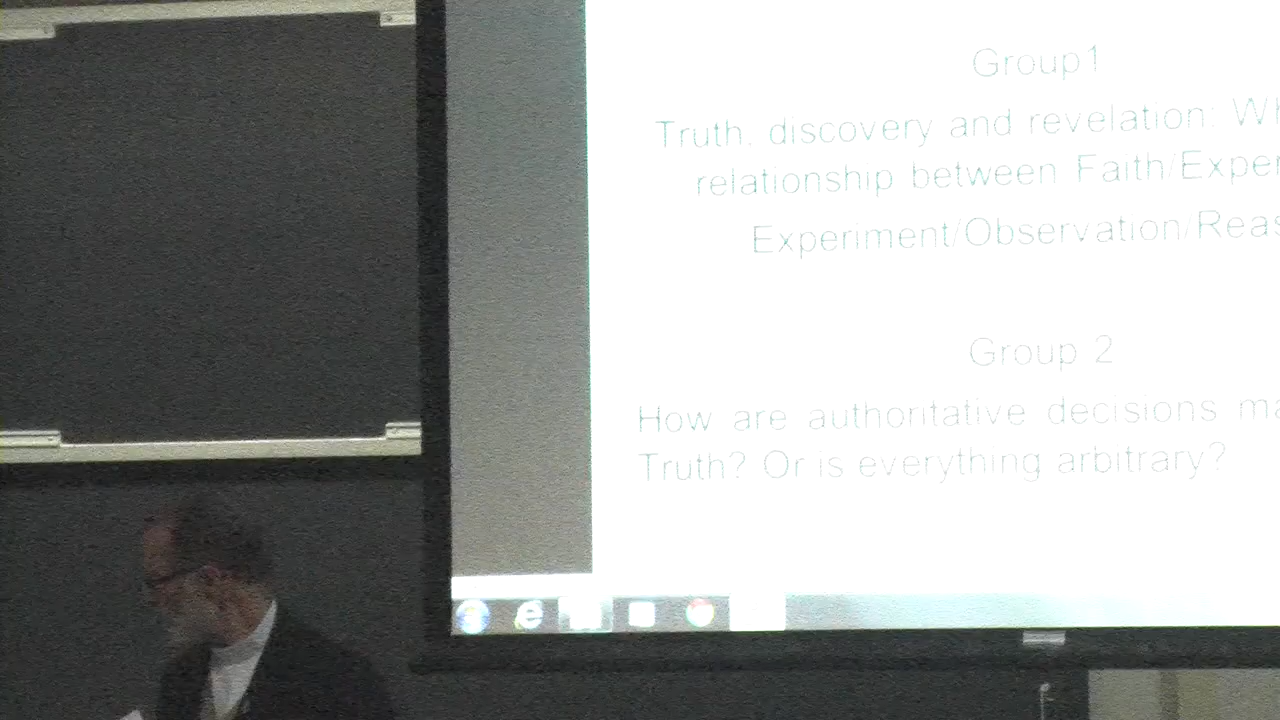 Group1
Truth, discovery and revelation: Wh
relationship between Faith/Exper
Experiment/Observation/Reas
Group 2
How are authoritative decisions ma
Truth? Or is everything arbitrary?